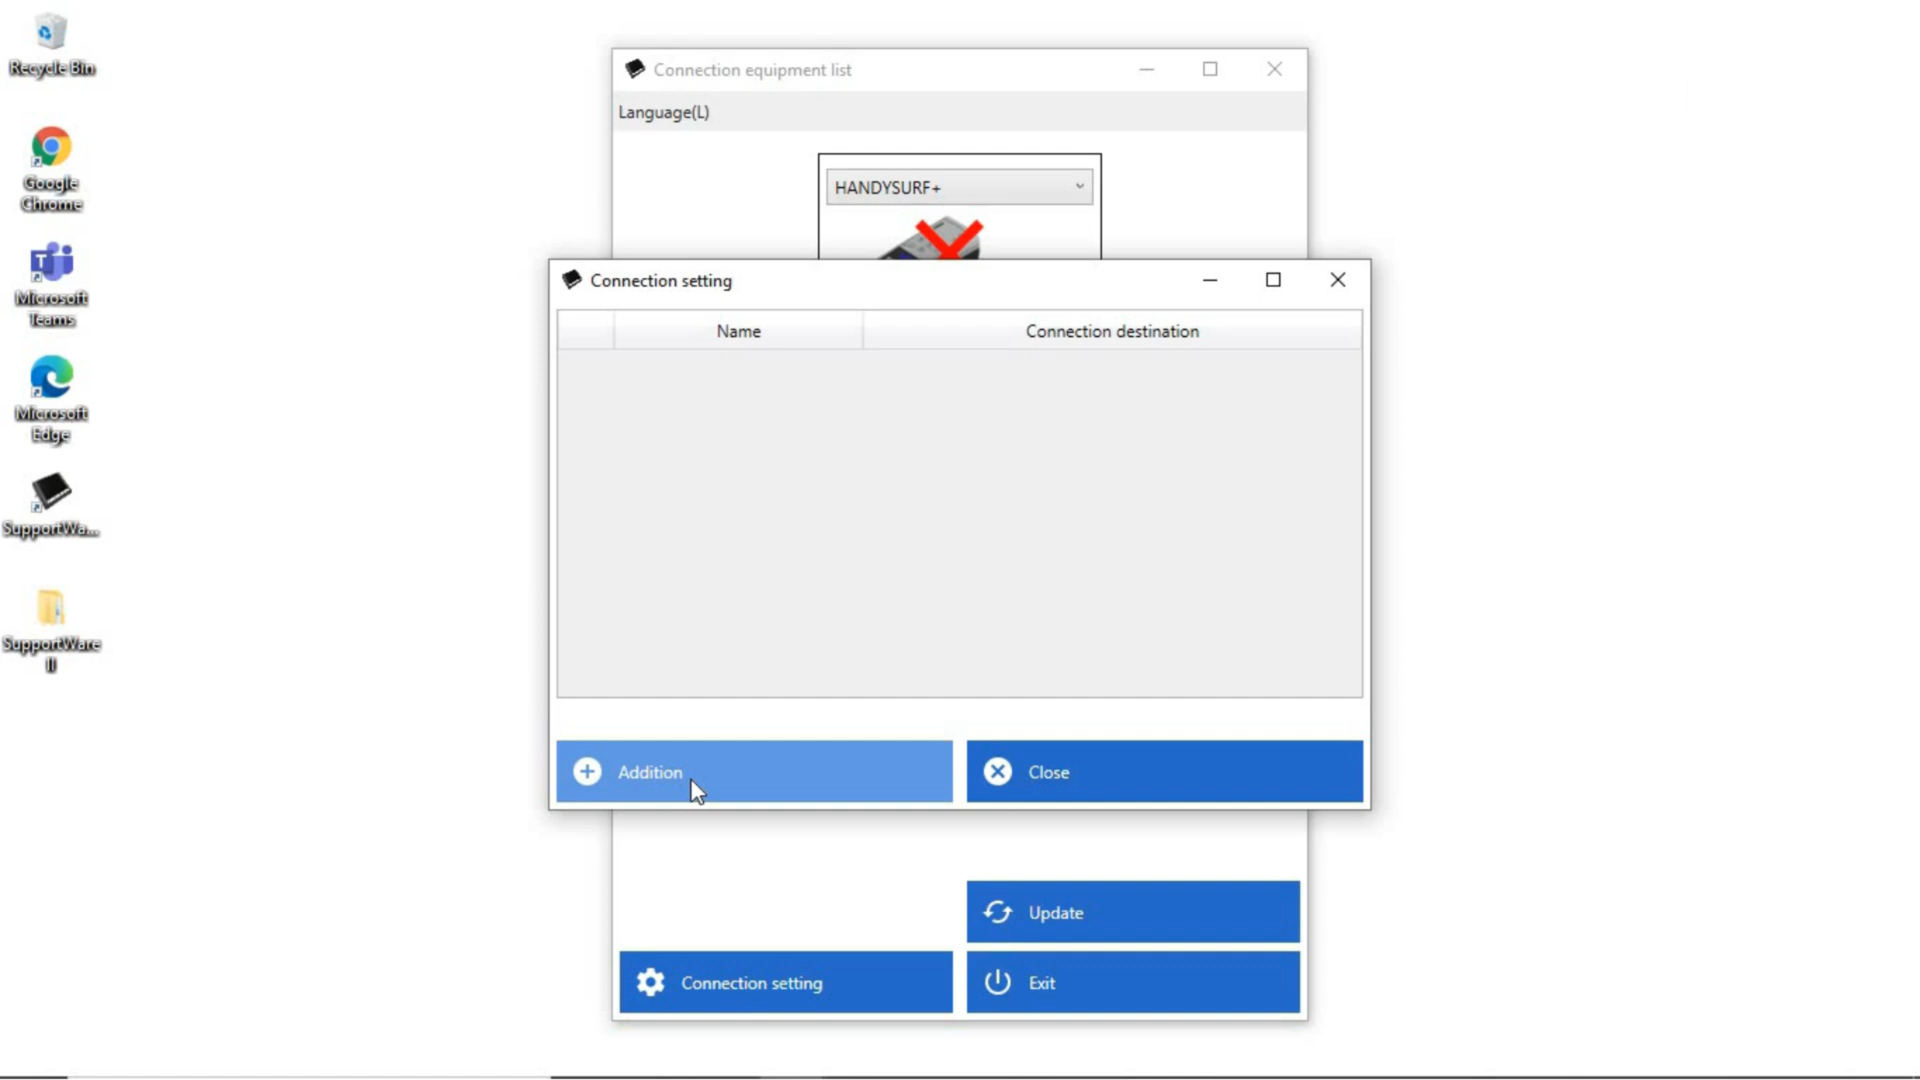 Recycle Bin
Google
Chrome
Microsoft
Teams
Microsoft
Edge
SupportWa...
SupportWare
II
Connection equipment list
Language(L)
HANDYSURF+
Connection setting
Name
Connection destination
Addition
Close
Update
Connection setting
Exit